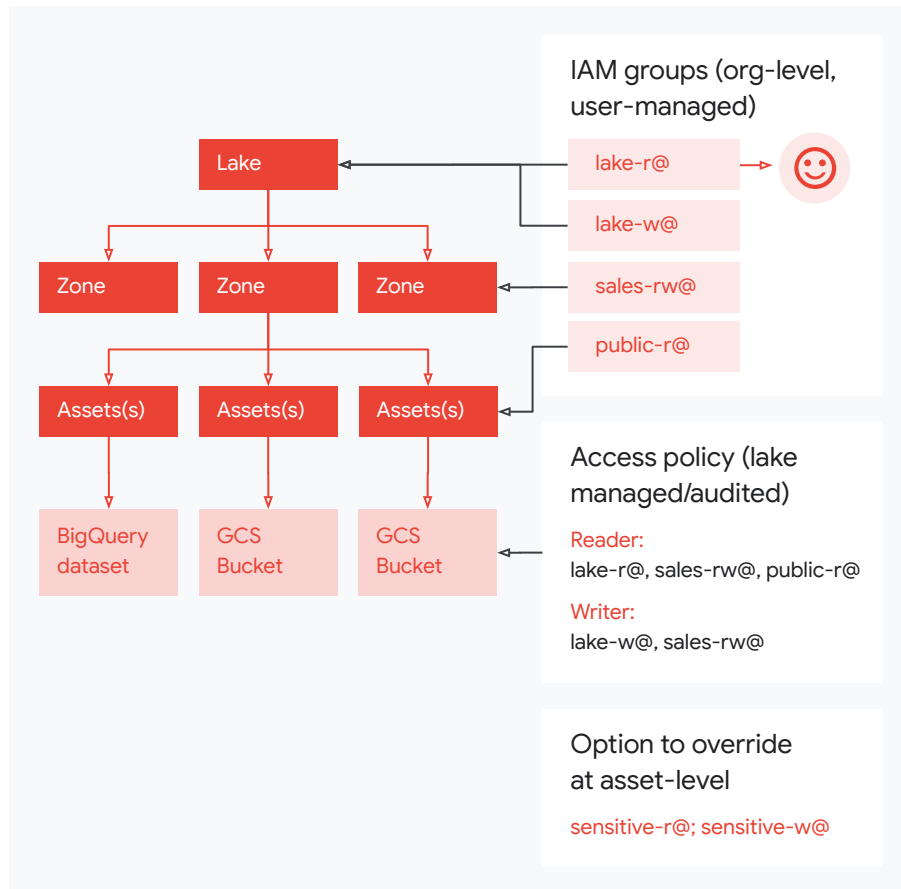 Lake
Zone
Zone
Zone
Assets(s)
Assets(s)
Assets(s)
BigQuery
dataset
GCS
Bucket
GCS
Bucket
IAM groups (org-level,
user-managed)
lake-r@
lake-w@
sales-rw@
public-r@
Access policy (lake
managed/audited)
Reader:
lake-r@, sales-rw@, public-r@
Writer:
lake-w@, sales-rw@
Option to override
at asset-level
sensitive-r@; sensitive-w@